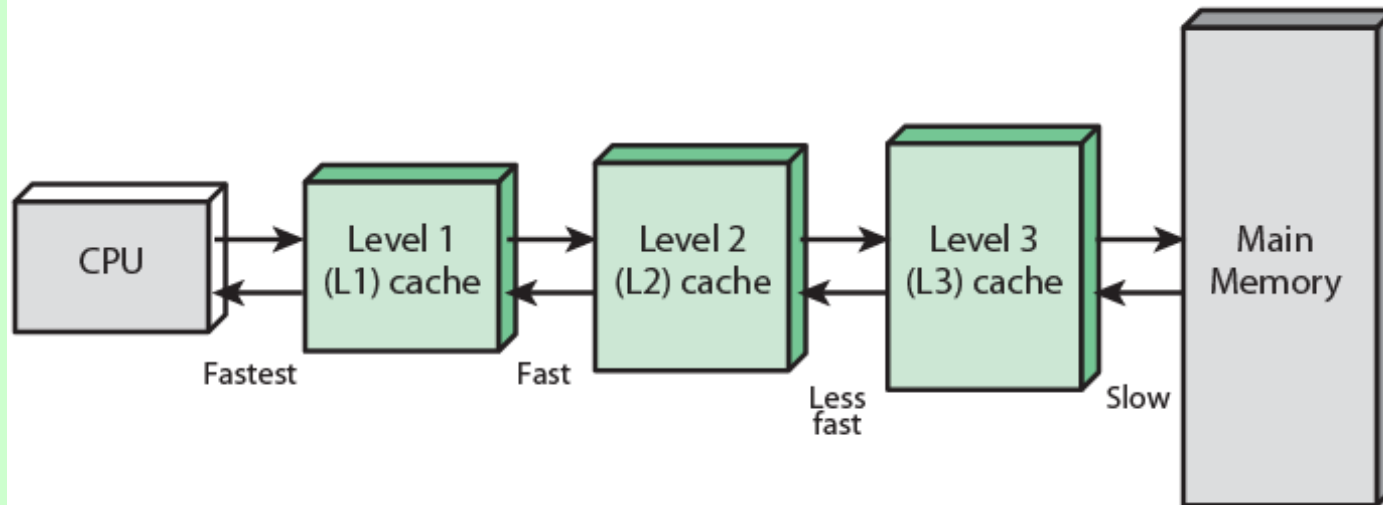 CPU
Level 1
(L1) cache
Level 2
(L2) cache
Level 3
(L3) cache
Main
Memory
Fastest
Fast
Less
fast
Slow